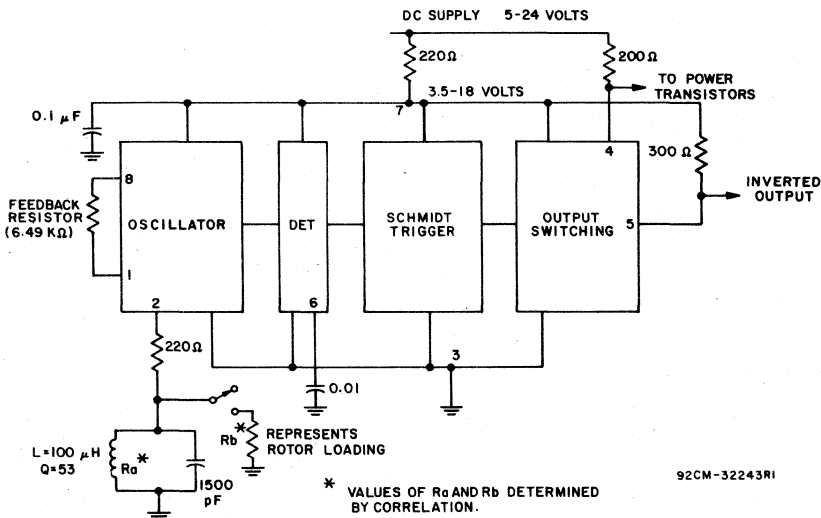 DC SUPPLY 5-24 VOLTS
220Ω
200Ω
3.5-18 VOLTS
TO POWER
TRANSISTORS
7
0.1 μF
4
300Ω
8
FEEDBACK
RESISTOR
(6.49 KΩ)
OSCILLATOR
DET
SCHMIDT
TRIGGER
OUTPUT
SWITCHING
5
INVERTED
OUTPUT
1
2
6
220Ω
3
0.01
L=100 μH
Q=53
Ra *
1500
pF
* Rb
REPRESENTS
ROTOR LOADING
* VALUES OF Ra AND Rb DETERMINED
BY CORRELATION.
92CM-32243R1